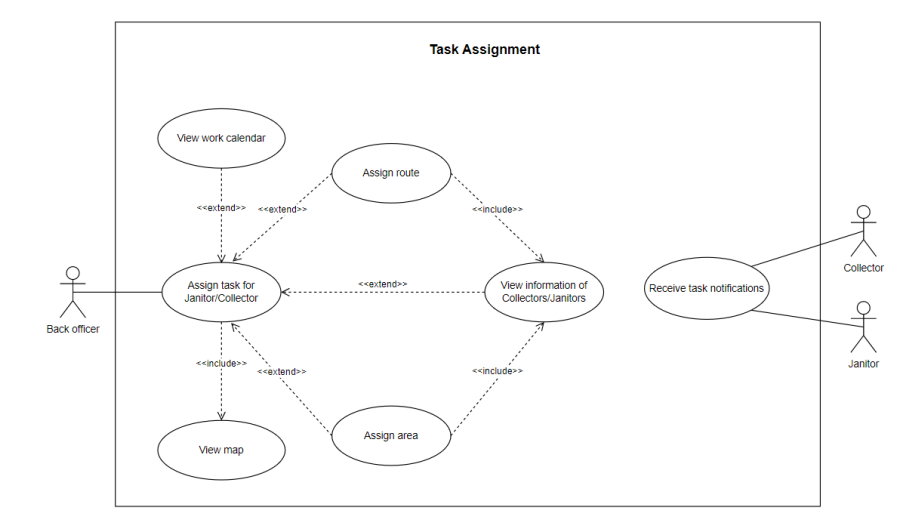 Task Assignment
View work calendar
Assign route
<<extend>>
<<extend>>
<<include>>
Collector
Assign task for
Janitor/Collector
<<extend>>
View information of
Collectors/Janitors
Receive task notifications
Back officer
<<include>>
<<extend>>
<<include>>
Janitor
Assign area
View map